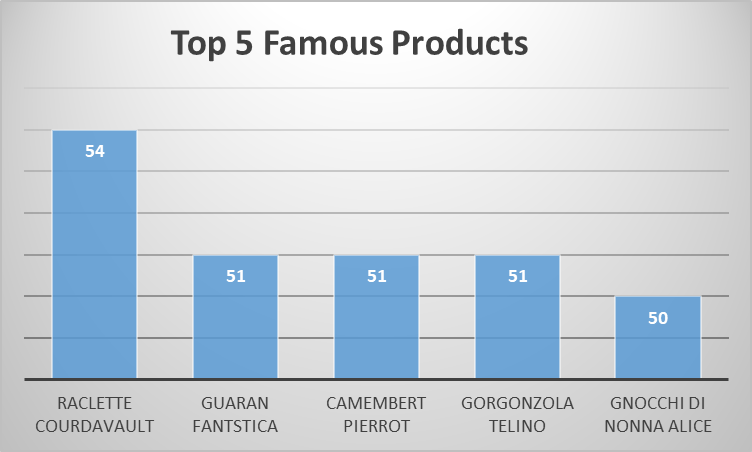 Top 5 Famous Products
54
51
51
51
50
RACLETTE COURDAVAULT
GUARAN FANTSTICA
CAMEMBERT PIERROT
GORGONZOLA TELINO
GNOCCHI DI NONNA ALICE